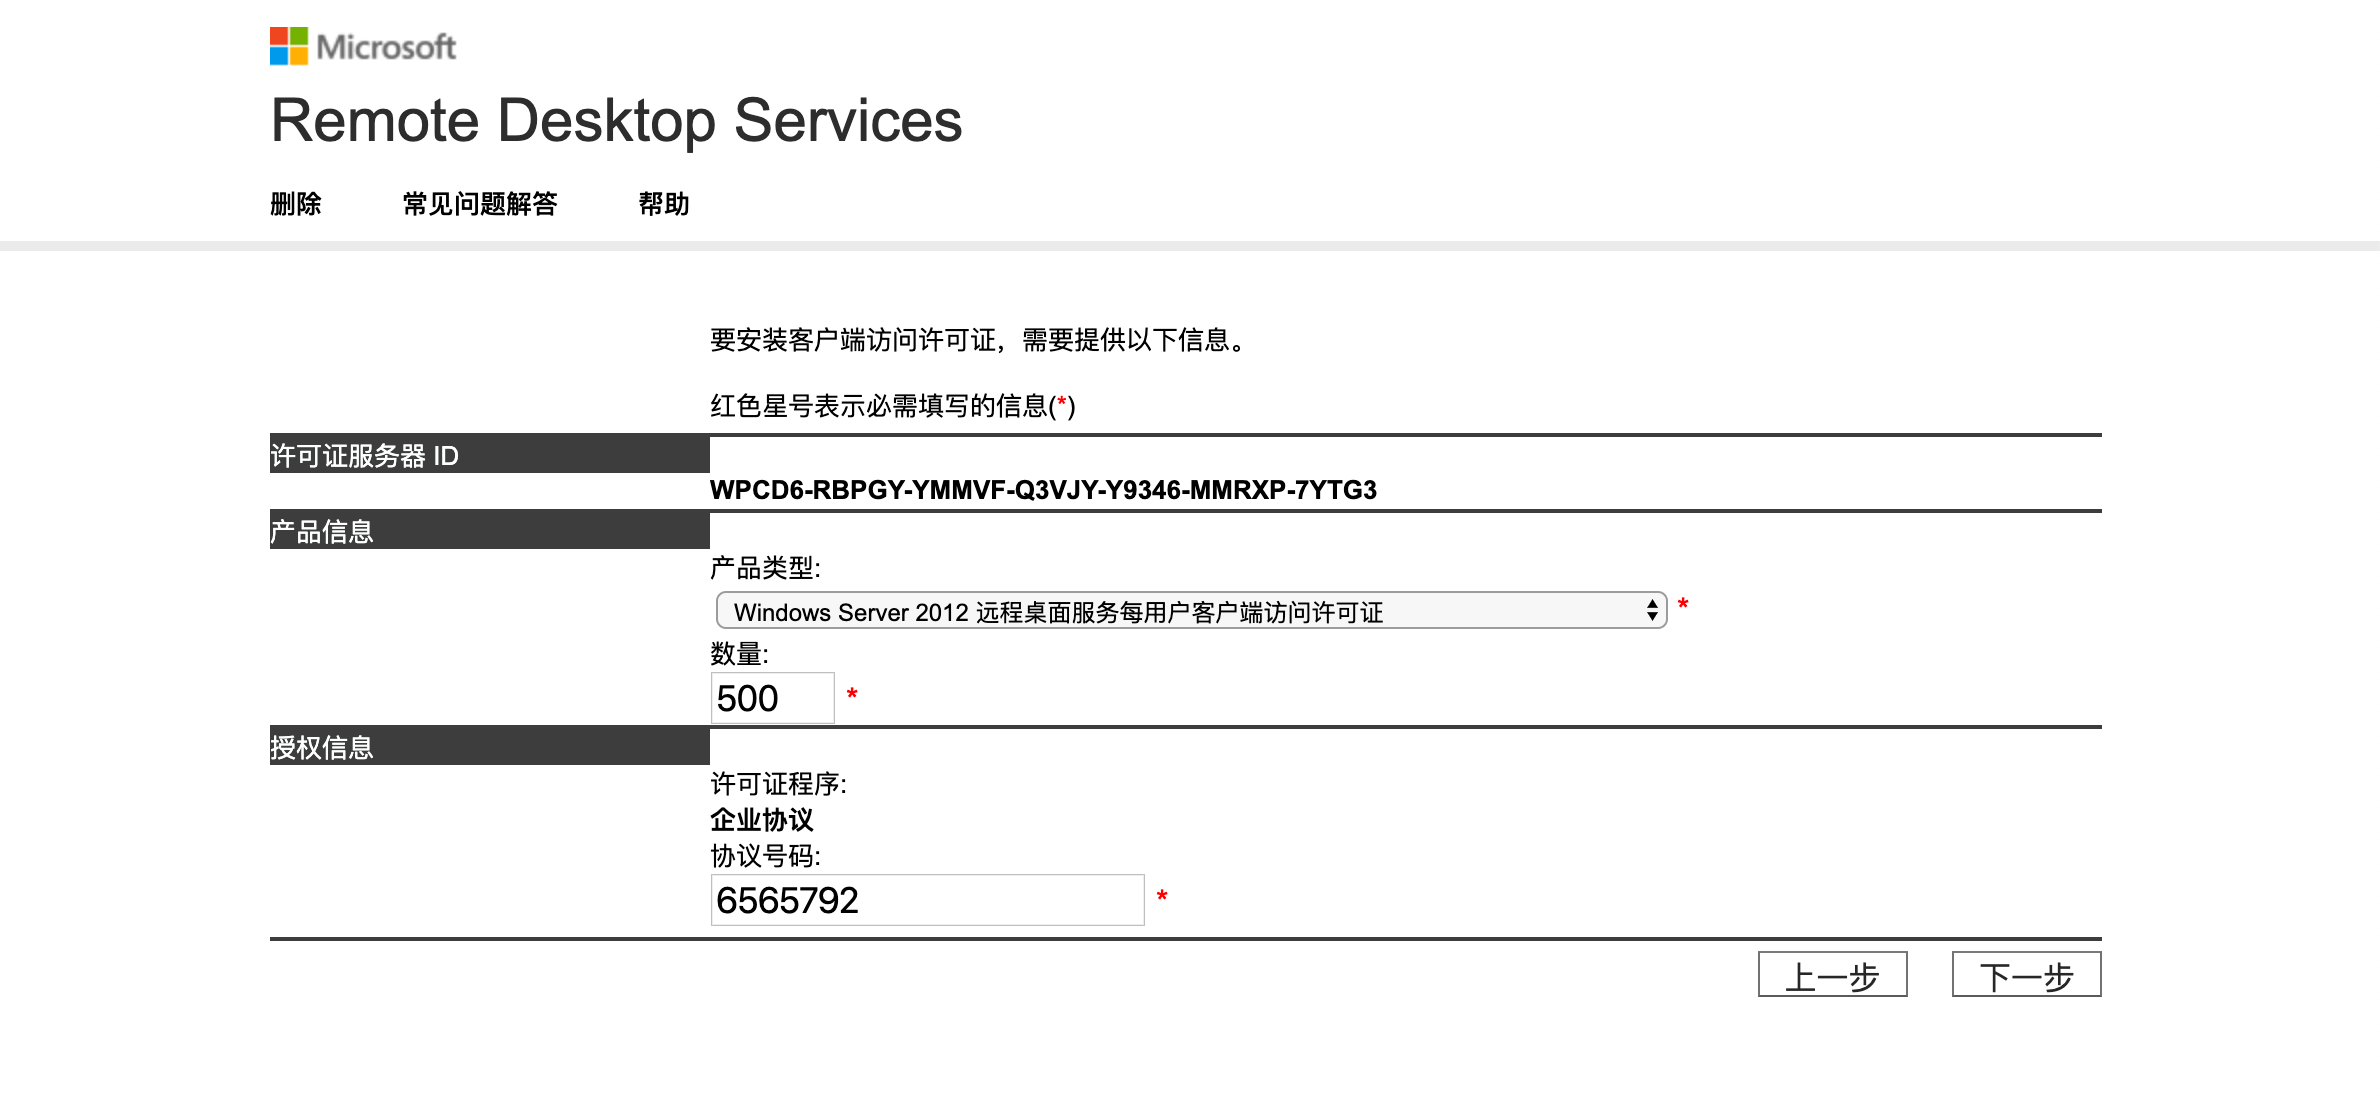 Microsoft
Remote Desktop Services
删除 常见问题解答 帮助
要安装客户端访问许可证，需要提供以下信息。
红色星号表示必需填写的信息(*)
许可证服务器 ID
WPCD6-RBPGY-YMMVF-Q3VJY-Y9346-MMRXP-7YTG3
产品信息
产品类型:
Windows Server 2012 远程桌面服务每用户客户端访问许可证 *
数量:
500 *
授权信息
许可证程序:
企业协议
协议号码:
6565792 *
上一步 下一步